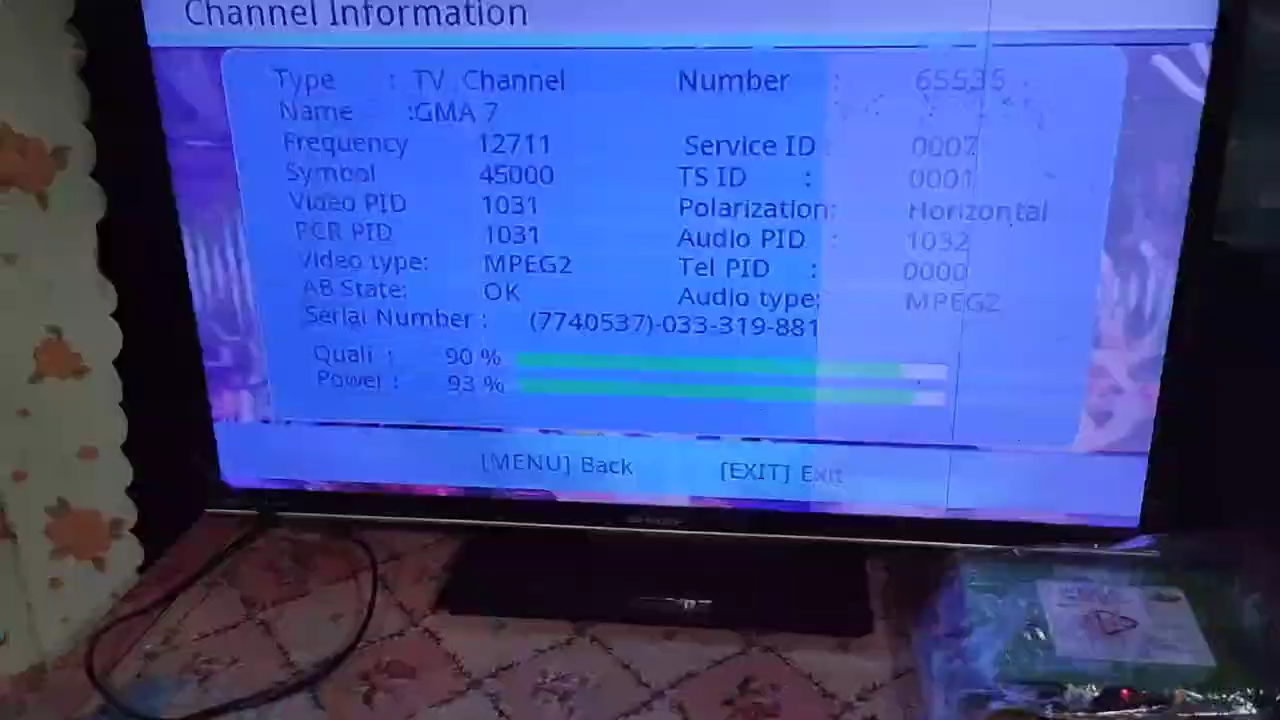 Channel Information
Type : TV Channel Number : 65535
Name :GMA 7
Frequency 12711 Service ID : 0007
Symbol 45000 TS ID : 0001
Video PID 1031 Polarization: Horizontal
PCR PID 1031 Audio PID : 1032
Video type: MPEG2 Tel PID : 0000
AB State: OK Audio type: MPEG2
Serial Number : (7740537)-033-319-881
Quali : 90 %
Power : 93 %
[MENU] Back [EXIT] Exit